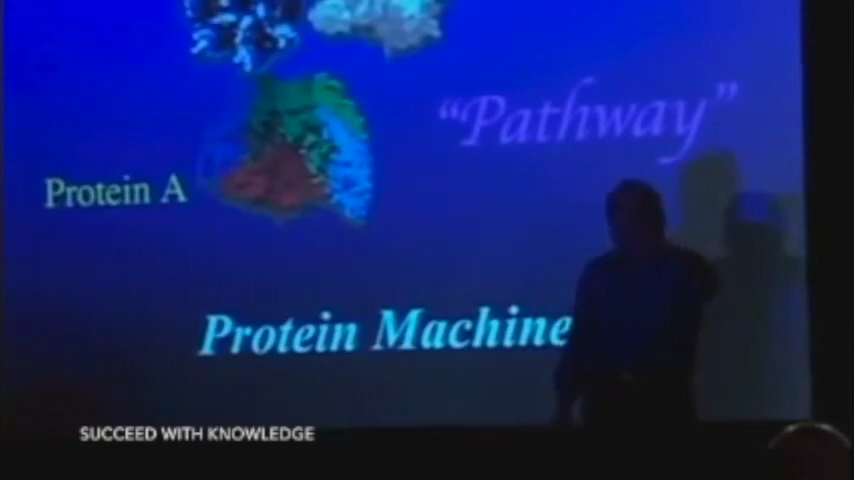 “Pathway”
Protein A
Protein Machine
SUCCEED WITH KNOWLEDGE